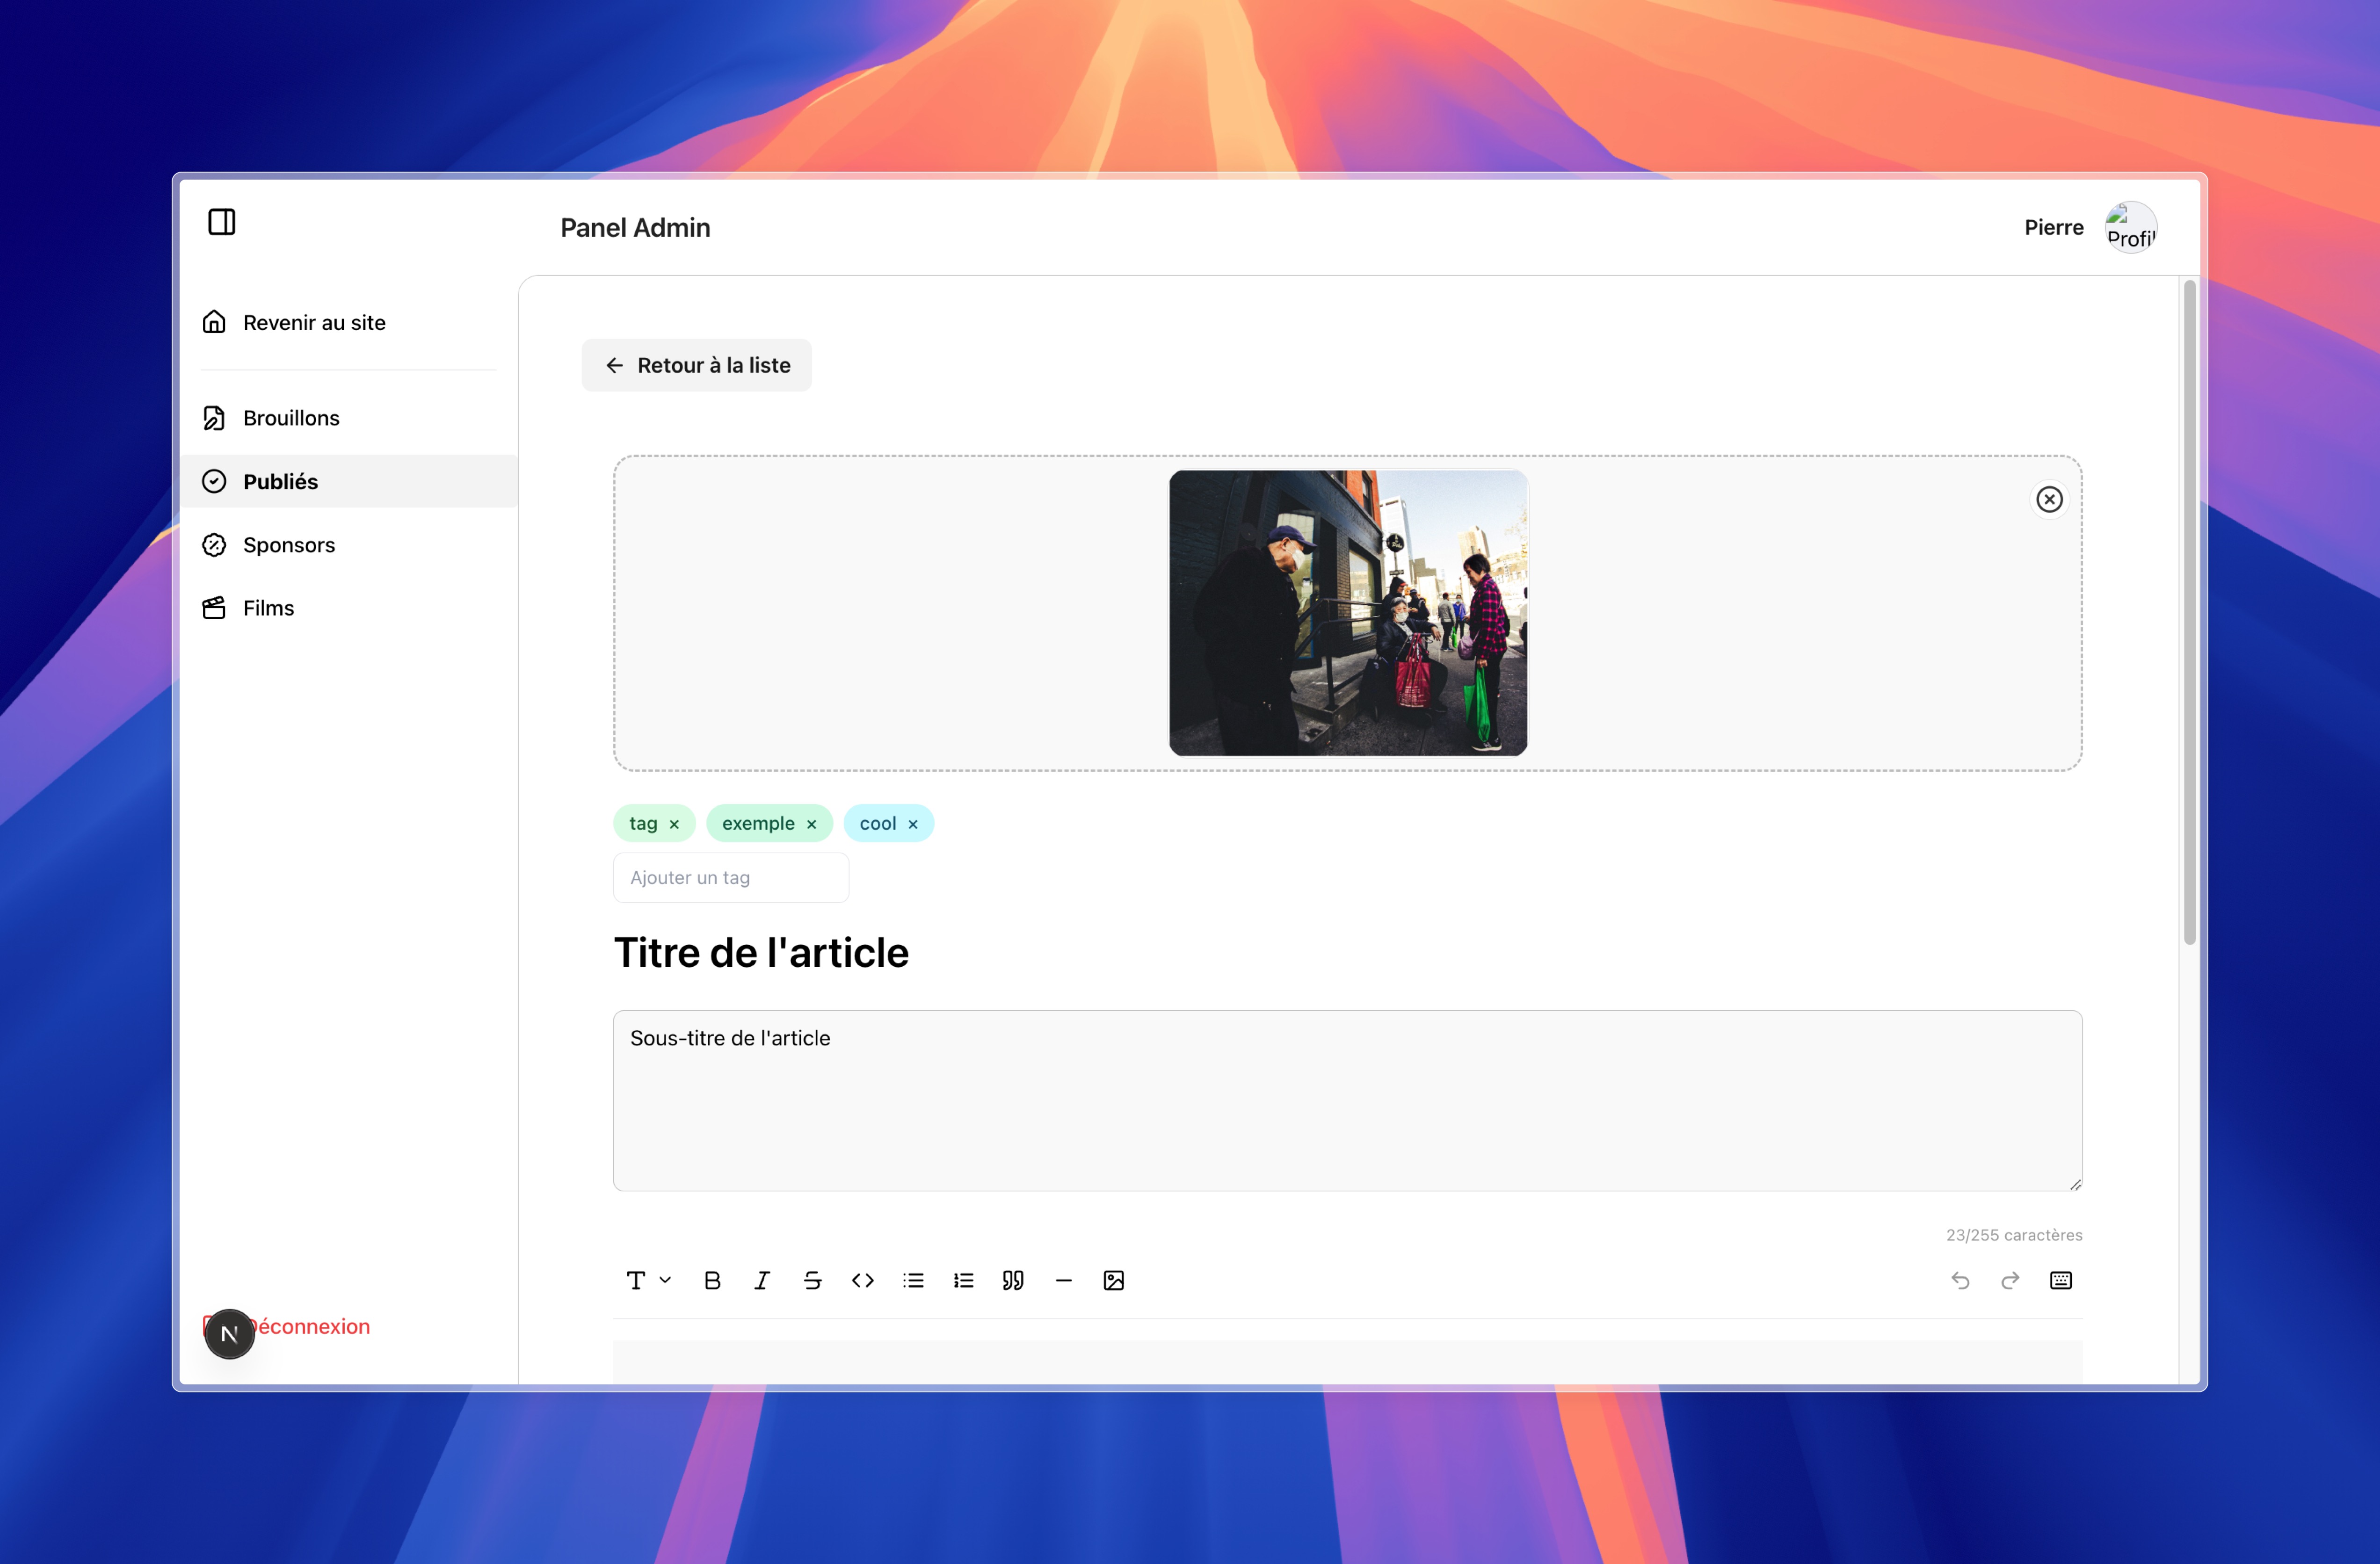 Panel Admin
Pierre
Profil
Revenir au site
Brouillons
Publiés
Sponsors
Films
Déconnexion
N
Retour à la liste
tag ×
exemple ×
cool ×
Ajouter un tag
Titre de l'article
Sous-titre de l'article
23/255 caractères